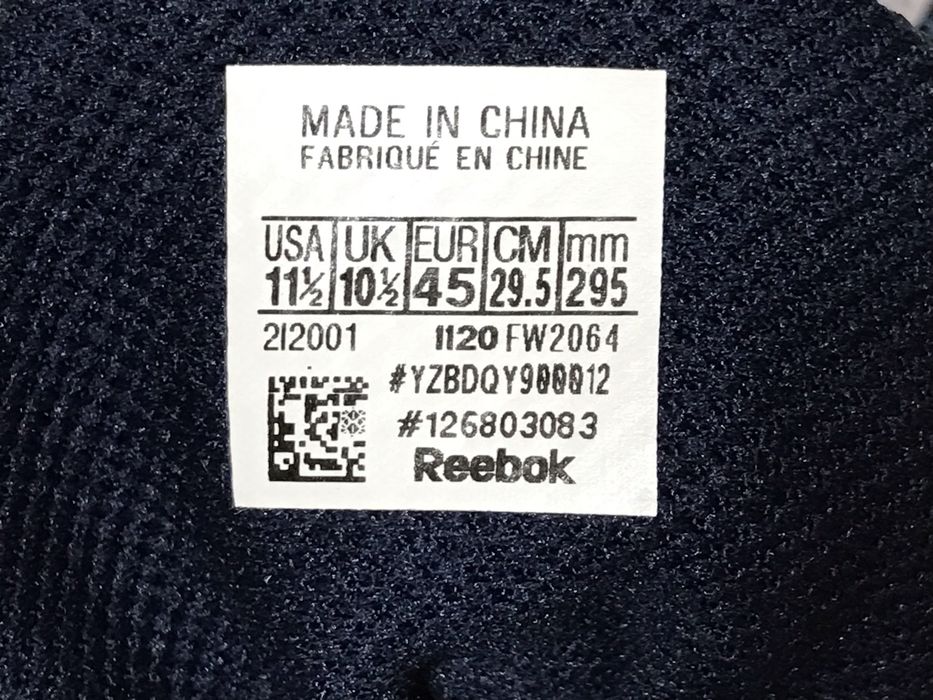 MADE IN CHINA
FABRIQUÉ EN CHINE
USA UK EUR CM mm
11½ 10½ 45 29.5 295
2I2001 1120 FW2064
#YZBDQY900012
#126803083
Reebok